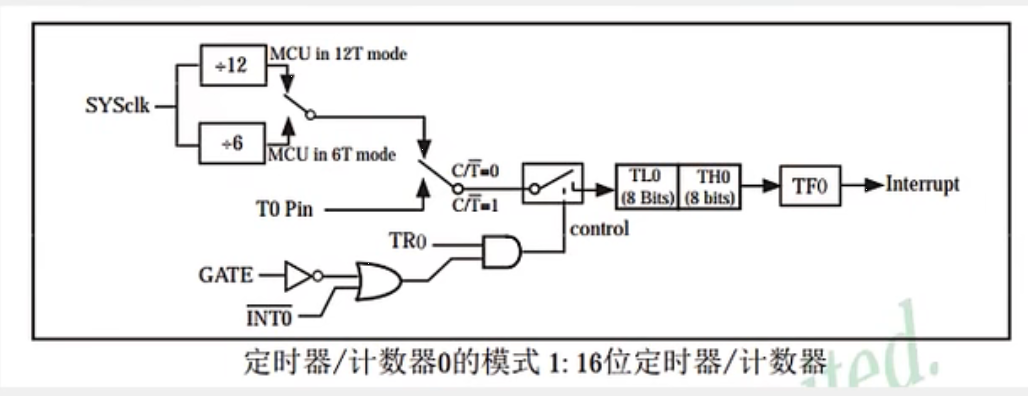 ÷12
MCU in 12T mode
SYSclk
÷6
MCU in 6T mode
C/T̅=0
T0 Pin
C/T̅=1
TL0
(8 Bits)
TH0
(8 bits)
TF0
Interrupt
control
TR0
GATE
I̅N̅T̅0̅
定时器/计数器0的模式 1: 16位定时器/计数器